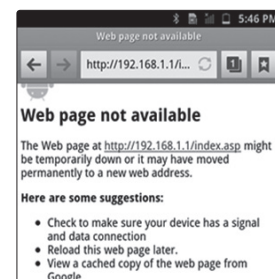 5:46 PM
Web page not available
http://192.168.1.1/i...
1
Web page not available
The Web page at http://192.168.1.1/index.asp might
be temporarily down or it may have moved
permanently to a new web address.
Here are some suggestions:
• Check to make sure your device has a signal
and data connection
• Reload this web page later.
• View a cached copy of the web page from
Google